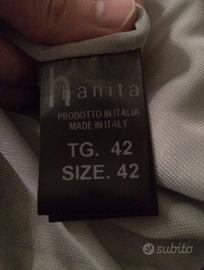 hanita
PRODOTTO IN ITALIA
MADE IN ITALY
TG. 42
SIZE. 42
subito